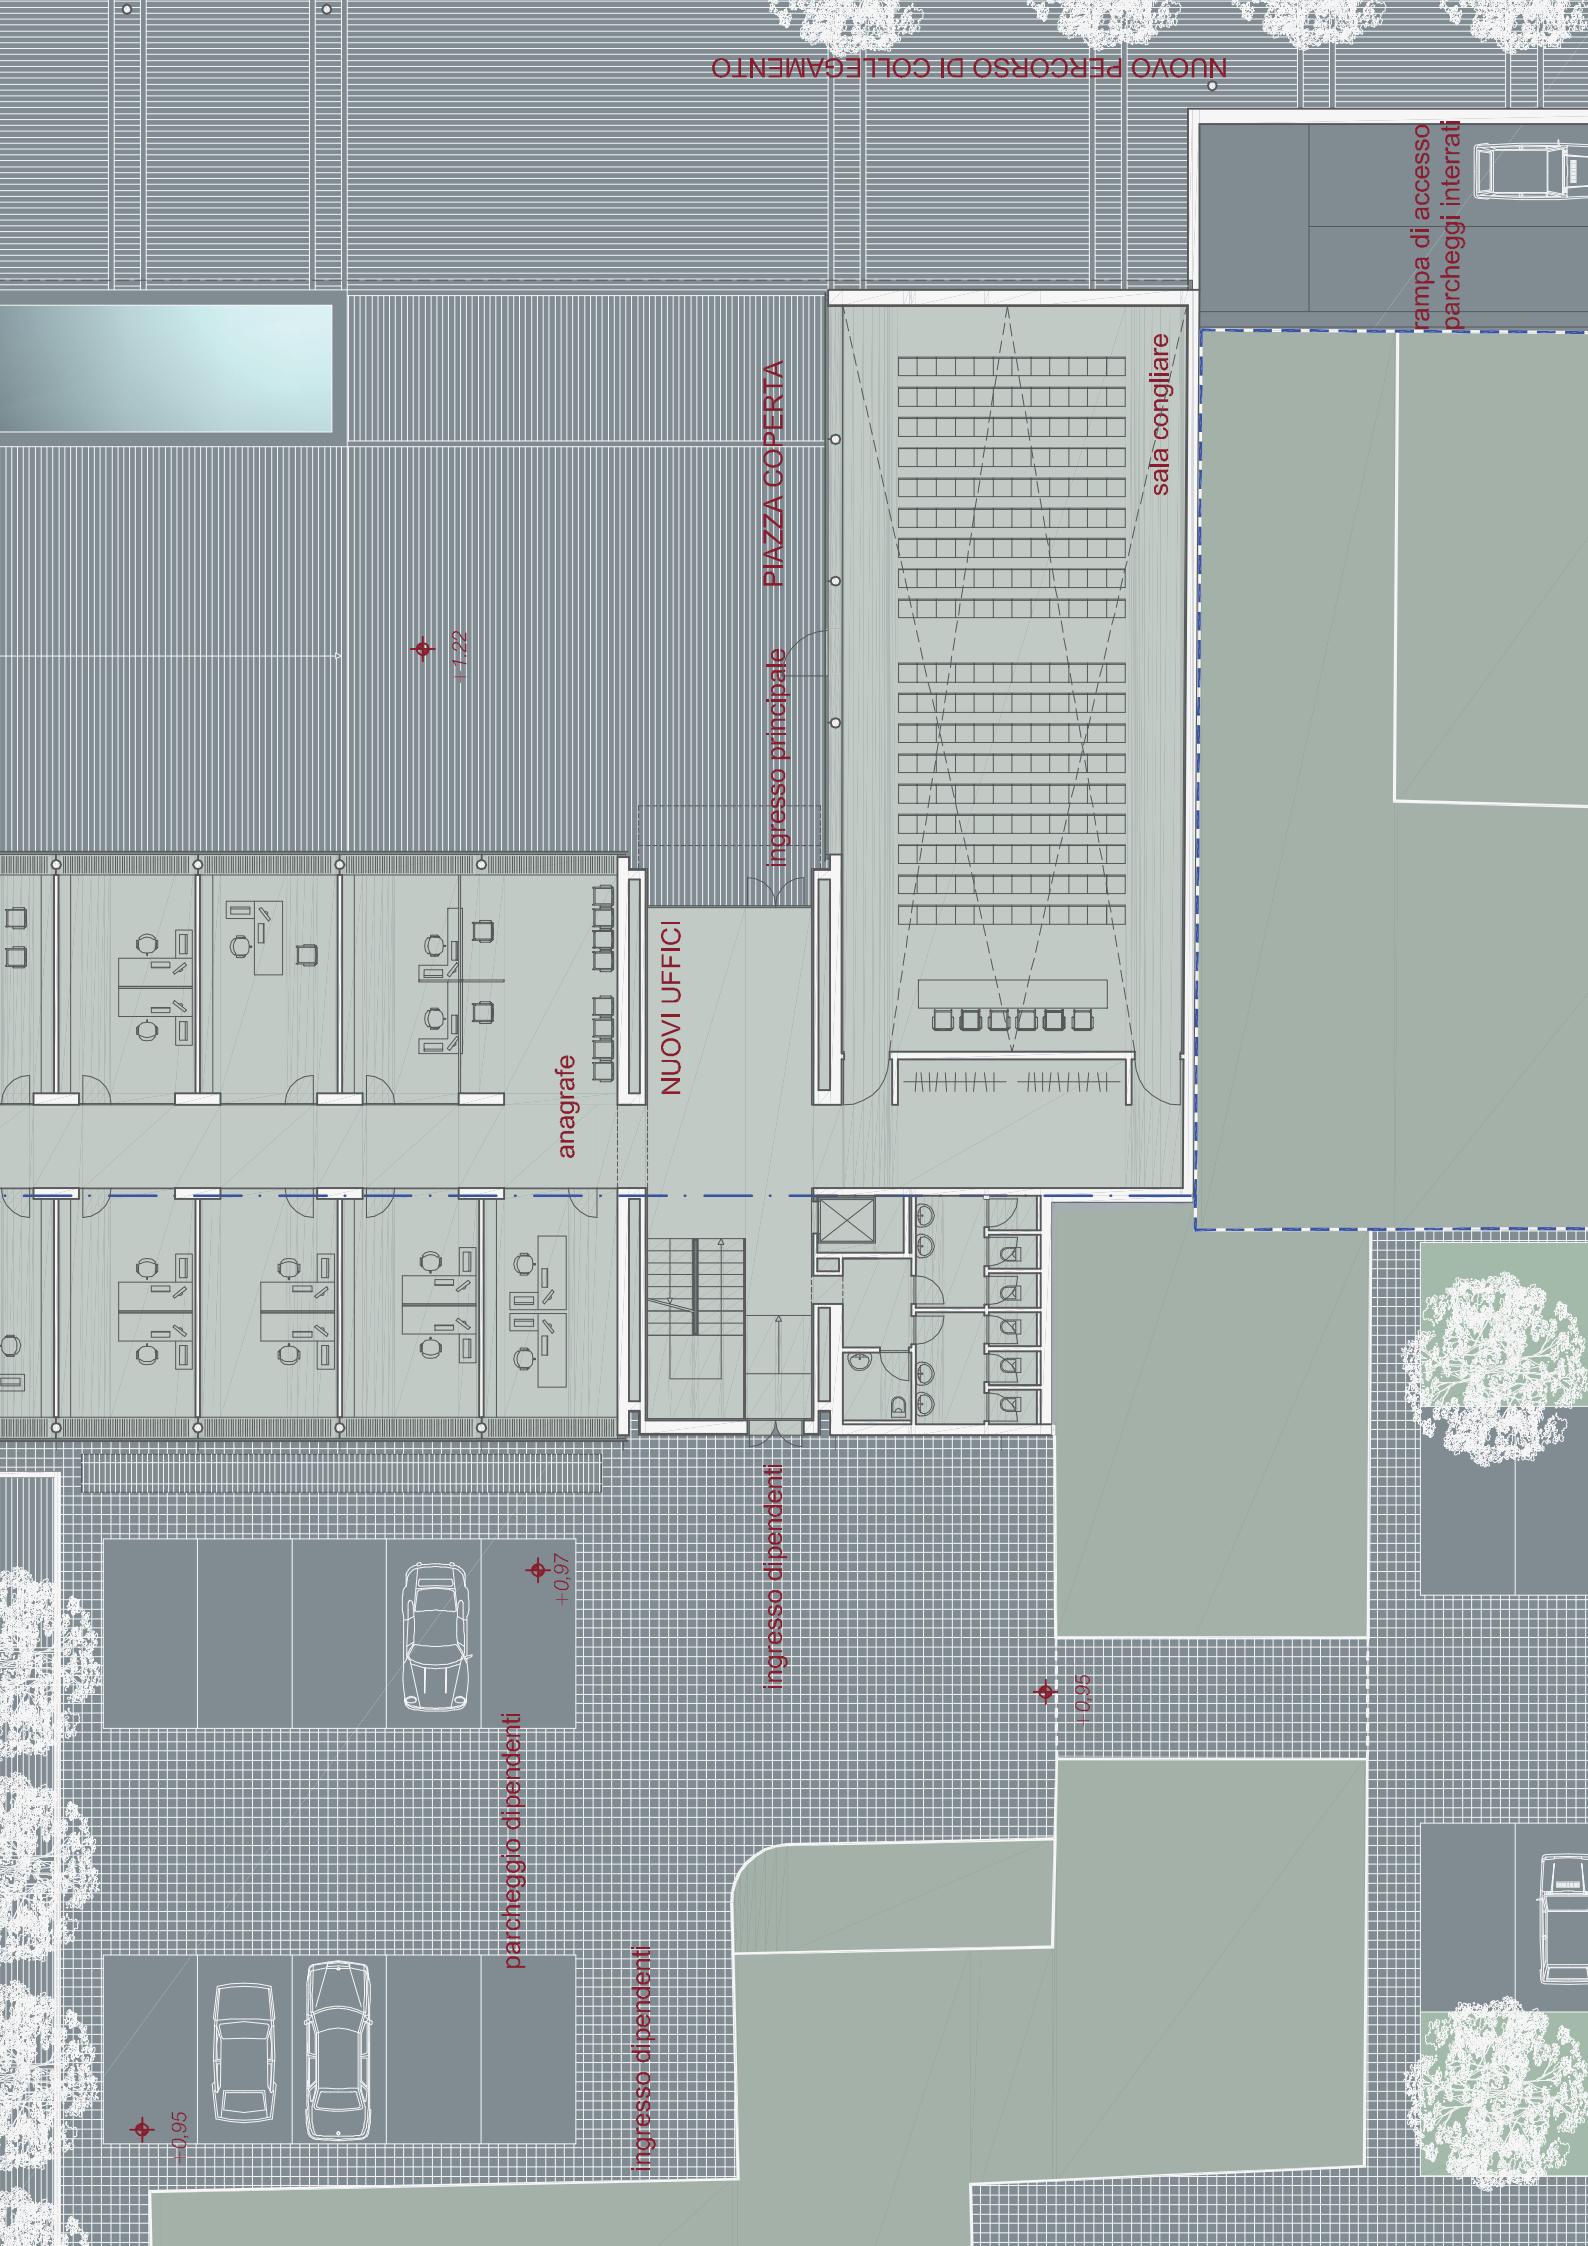 NUOVO PERCORSO DI COLLEGAMENTO
rampa di accesso
parcheggi interrati
sala congliare
PIAZZA COPERTA
+1.22
ingresso principale
NUOVI UFFICI
anagrafe
ingresso dipendenti
+0,97
+0,95
parcheggio dipendenti
ingresso dipendenti
+0,95